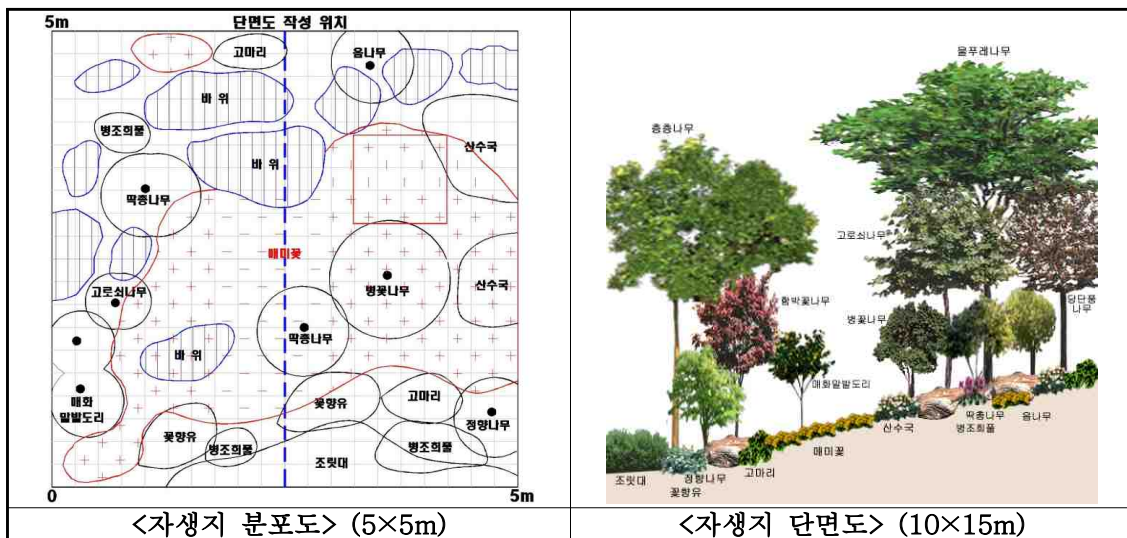 5m
단면도 작성 위치
고마리
음나무
바 위
병조희풀
산수국
바 위
딱총나무
매미꽃
고로쇠나무
병꽃나무
산수국
딱총나무
바 위
매화
말발도리
꽃향유
고마리
정향나무
꽃향유
병조희풀
병조희풀
조릿대
0
5m
물푸레나무
층층나무
고로쇠나무
함박꽃나무
당단풍
나무
병꽃나무
매화말발도리
딱총나무
음나무
산수국
병조희풀
매미꽃
고마리
조릿대
정향나무
꽃향유
<자생지 분포도> (5×5m)
<자생지 단면도> (10×15m)